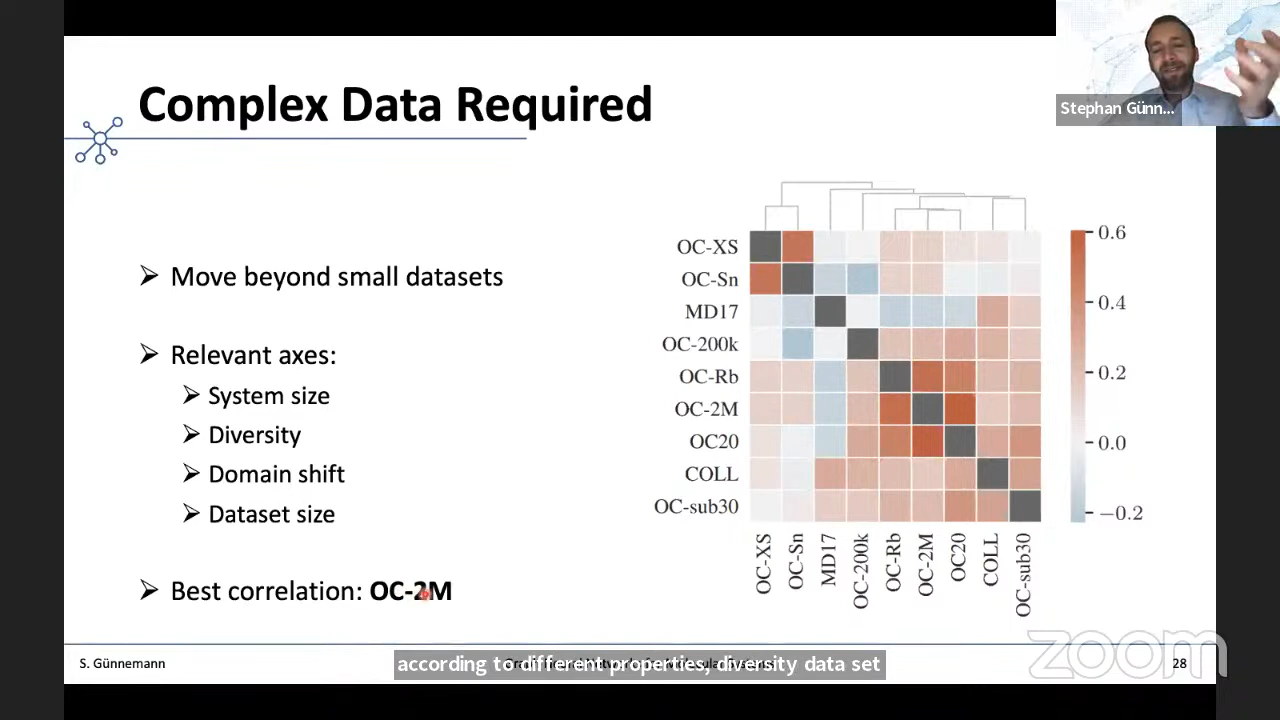 Complex Data Required
Stephan Günn...
➢ Move beyond small datasets
➢ Relevant axes:
➢ System size
➢ Diversity
➢ Domain shift
➢ Dataset size
➢ Best correlation: OC-2M
OC-XS
OC-Sn
MD17
OC-200k
OC-Rb
OC-2M
OC20
COLL
OC-sub30
OC-XS
OC-Sn
MD17
OC-200k
OC-Rb
OC-2M
OC20
COLL
OC-sub30
0.6
0.4
0.2
0.0
−0.2
S. Günnemann
according to different properties, diversity data set
28
zoom